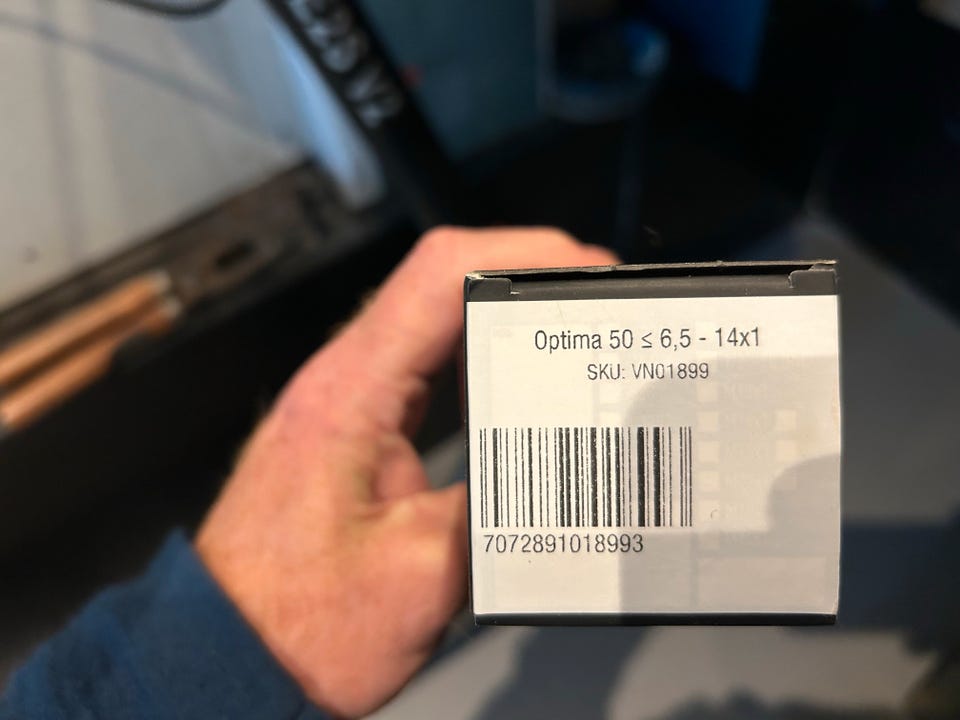 Optima 50 ≤ 6,5 - 14x1
SKU: VN01899
7072891018993